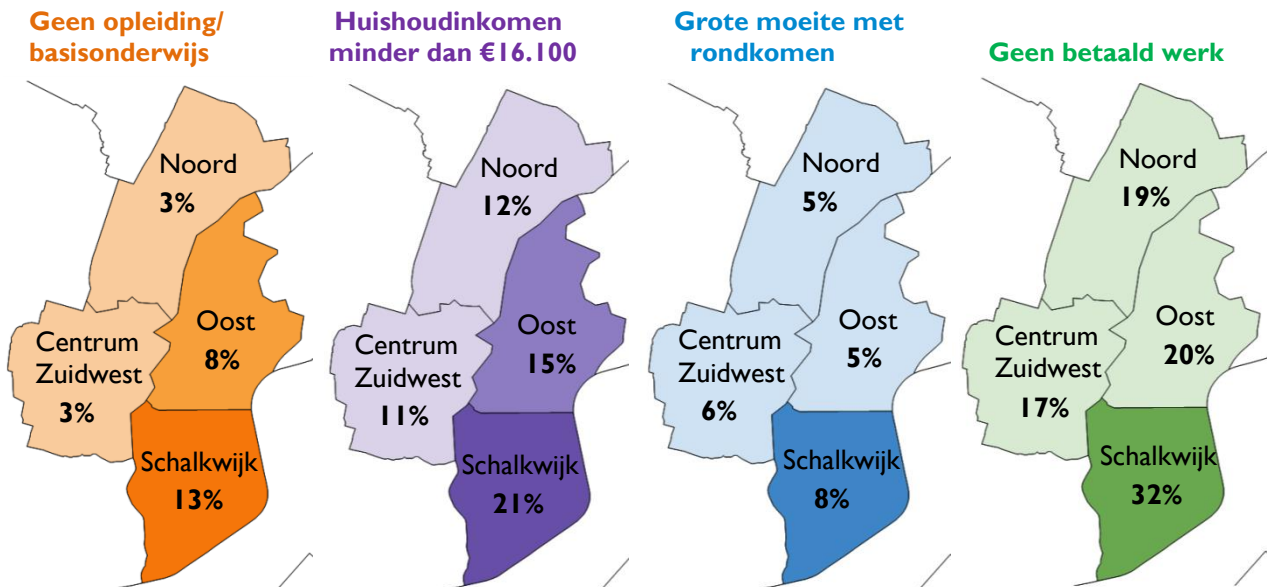 Geen opleiding/
basisonderwijs
Noord
3%
Oost
8%
Centrum
Zuidwest
3%
Schalkwijk
13%
Huishoudinkomen
minder dan €16.100
Noord
12%
Oost
15%
Centrum
Zuidwest
11%
Schalkwijk
21%
Grote moeite met
rondkomen
Noord
5%
Oost
5%
Centrum
Zuidwest
6%
Schalkwijk
8%
Geen betaald werk
Noord
19%
Oost
20%
Centrum
Zuidwest
17%
Schalkwijk
32%